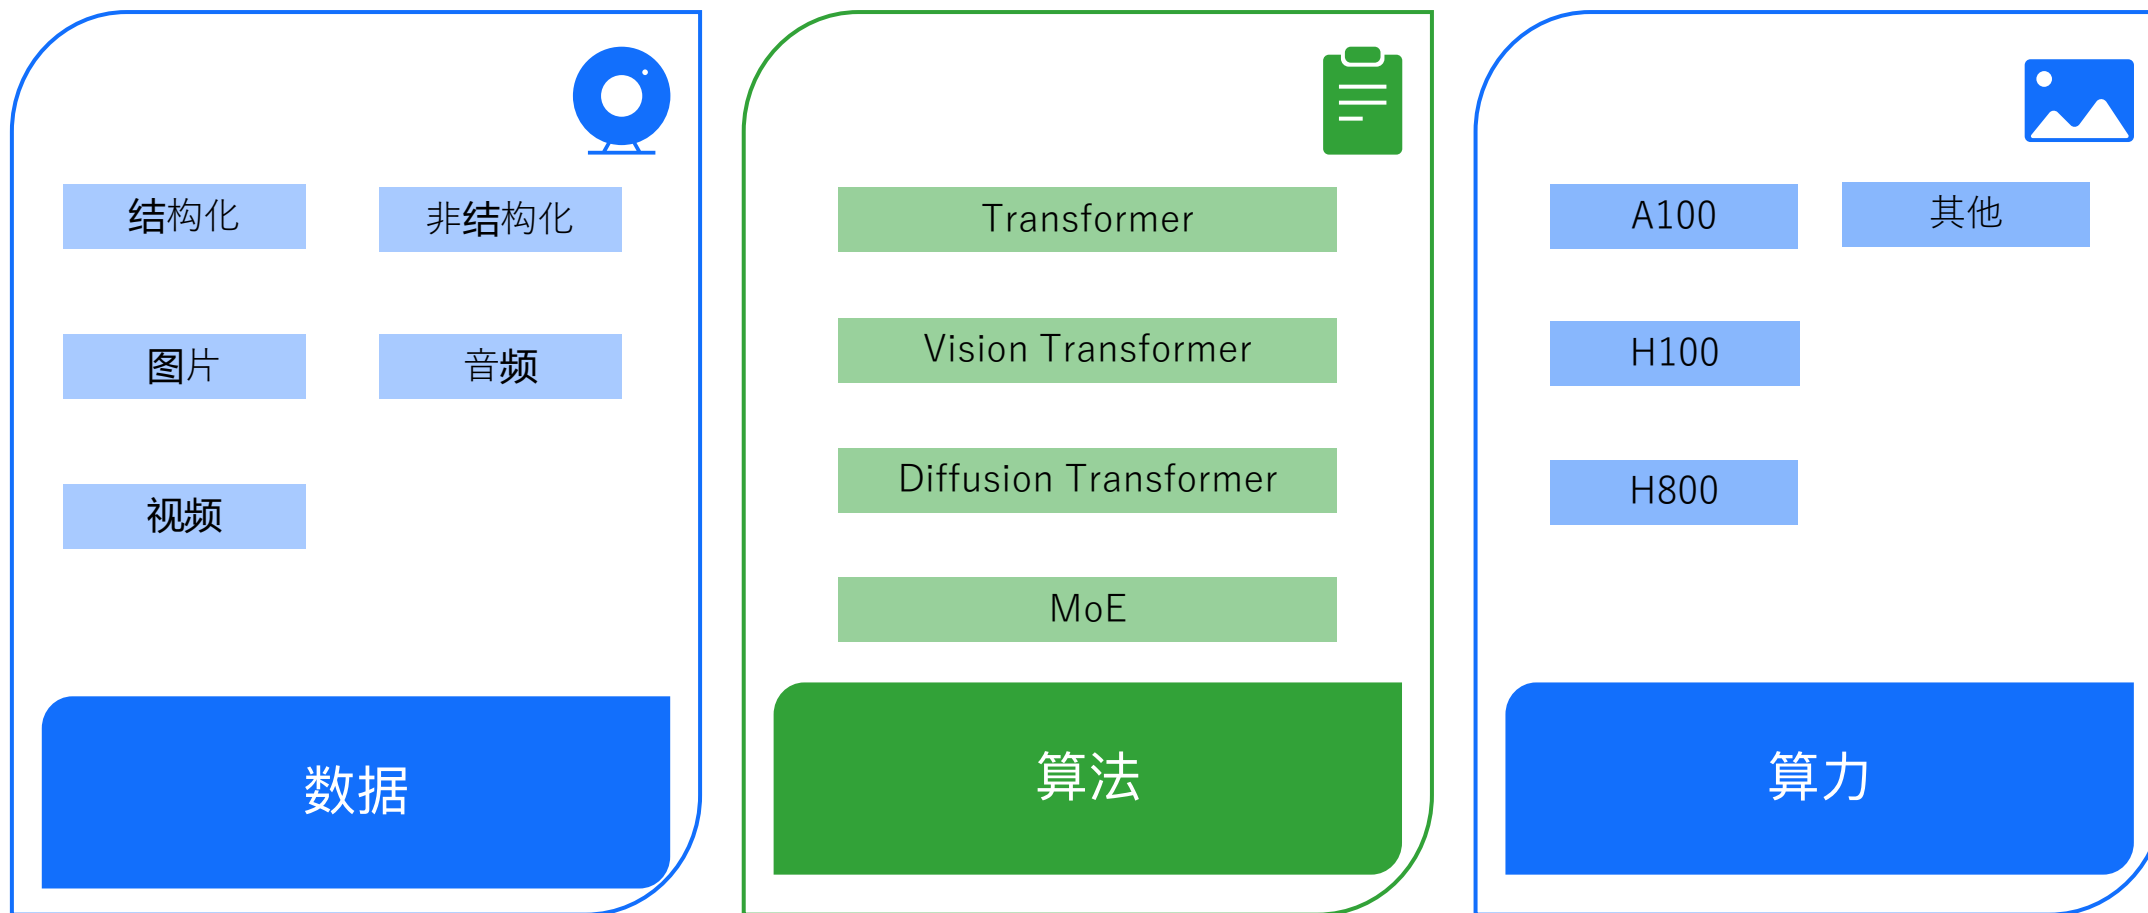 结构化
非结构化
图片
音频
视频
数据
Transformer
Vision Transformer
Diffusion Transformer
MoE
算法
A100
其他
H100
H800
算力